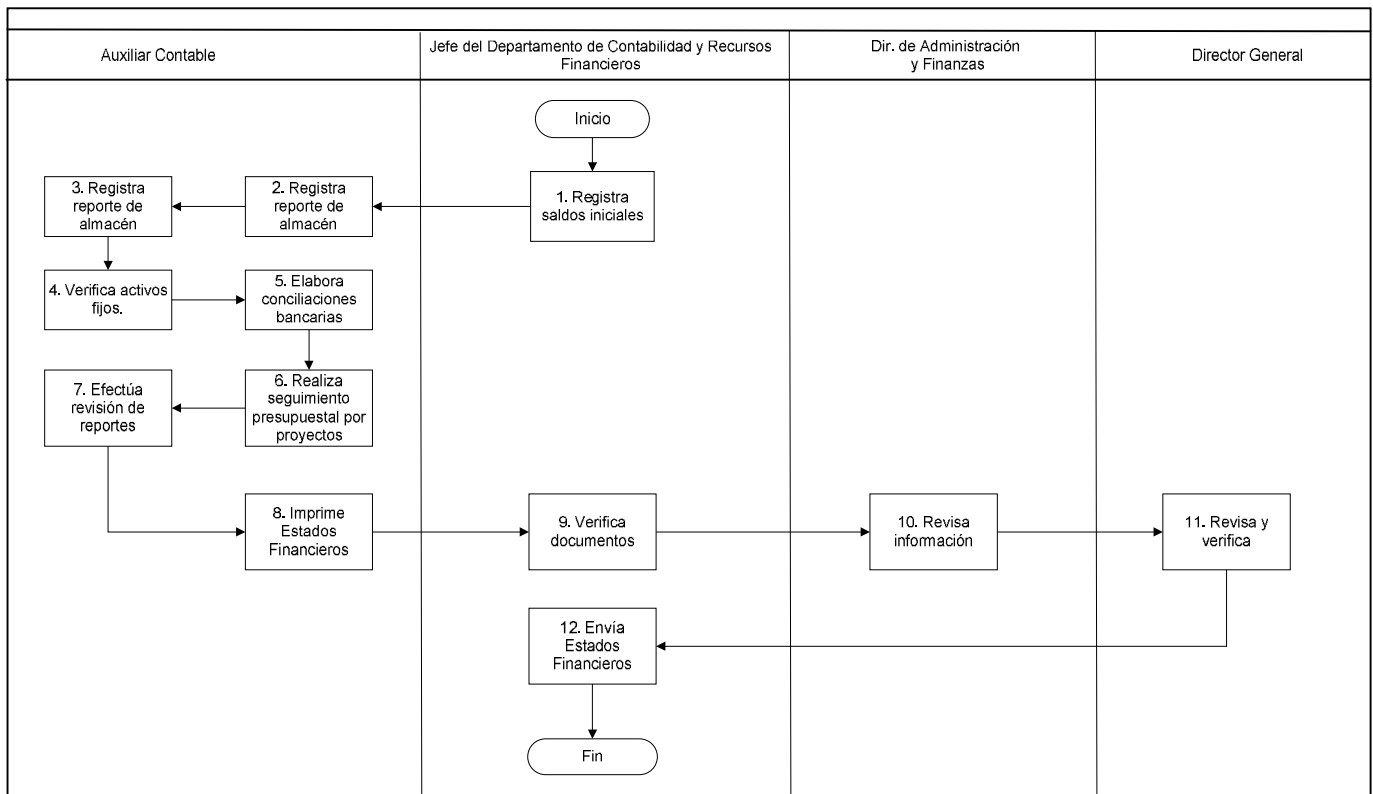 Auxiliar Contable
Jefe del Departamento de Contabilidad y Recursos
Financieros
Dir. de Administración
y Finanzas
Director General
Inicio
1. Registra
saldos iniciales
2. Registra
reporte de
almacén
3. Registra
reporte de
almacén
4. Verifica activos
fijos.
5. Elabora
conciliaciones
bancarias
6. Realiza
seguimiento
presupuestal por
proyectos
7. Efectúa
revisión de
reportes
8. Imprime
Estados
Financieros
9. Verifica
documentos
10. Revisa
información
11. Revisa y
verifica
12. Envía
Estados
Financieros
Fin